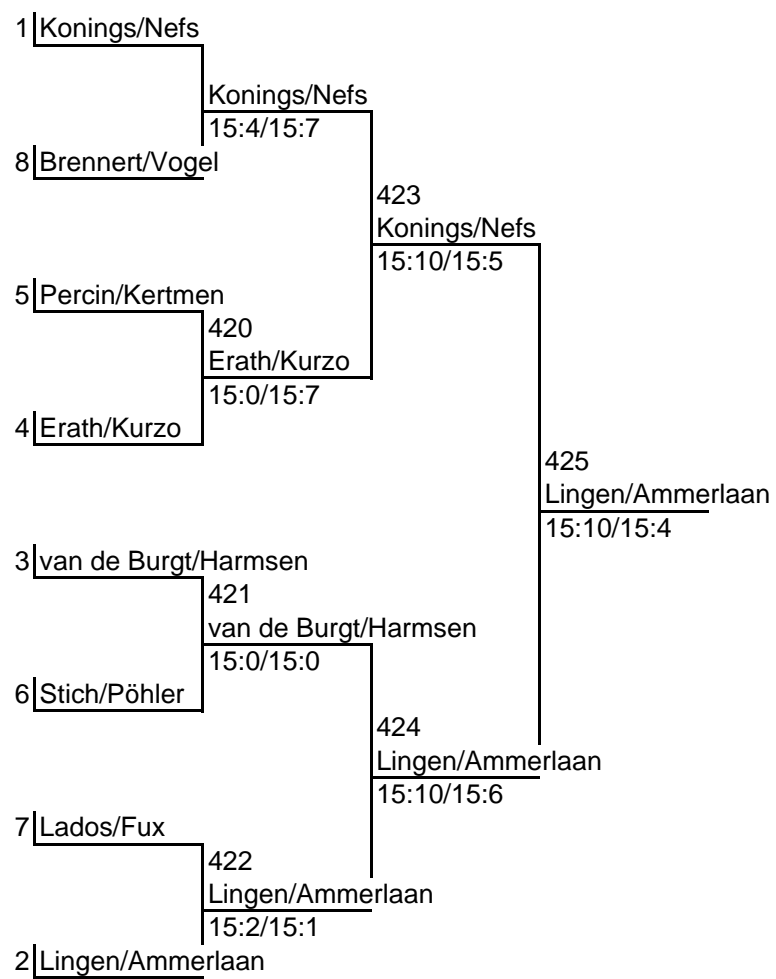 1 Konings/Nefs
Konings/Nefs
15:4/15:7
8 Brennert/Vogel
423
Konings/Nefs
15:10/15:5
5 Percin/Kertmen
420
Erath/Kurzo
15:0/15:7
4 Erath/Kurzo
425
Lingen/Ammerlaan
15:10/15:4
3 van de Burgt/Harmsen
421
van de Burgt/Harmsen
15:0/15:0
6 Stich/Pöhler
424
Lingen/Ammerlaan
15:10/15:6
7 Lados/Fux
422
Lingen/Ammerlaan
15:2/15:1
2 Lingen/Ammerlaan